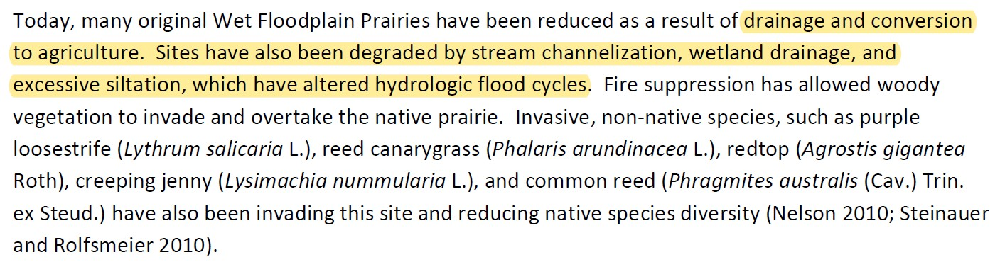 Today, many original Wet Floodplain Prairies have been reduced as a result of drainage and conversion
to agriculture.  Sites have also been degraded by stream channelization, wetland drainage, and
excessive siltation, which have altered hydrologic flood cycles.  Fire suppression has allowed woody
vegetation to invade and overtake the native prairie.  Invasive, non-native species, such as purple
loosestrife (Lythrum salicaria L.), reed canarygrass (Phalaris arundinacea L.), redtop (Agrostis gigantea
Roth), creeping jenny (Lysimachia nummularia L.), and common reed (Phragmites australis (Cav.) Trin.
ex Steud.) have also been invading this site and reducing native species diversity (Nelson 2010; Steinauer
and Rolfsmeier 2010).